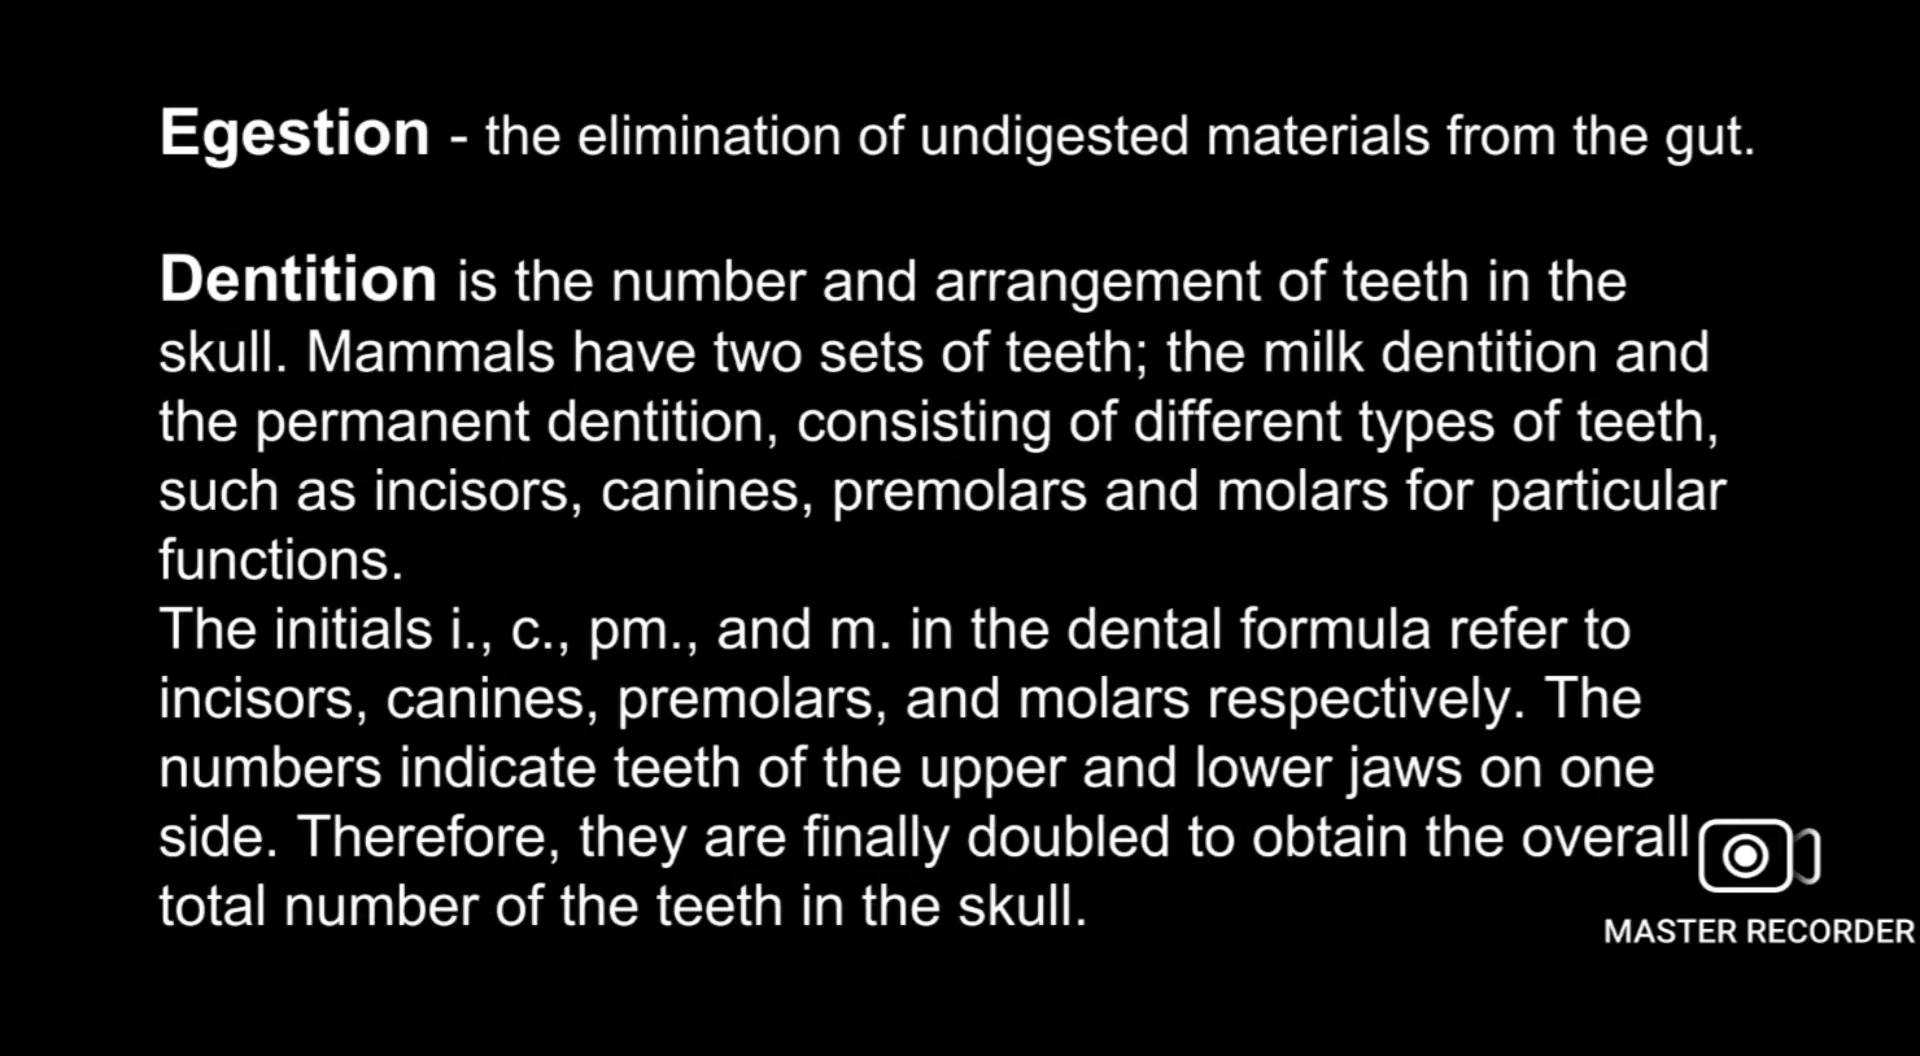 Egestion - the elimination of undigested materials from the gut.
Dentition is the number and arrangement of teeth in the
skull. Mammals have two sets of teeth; the milk dentition and
the permanent dentition, consisting of different types of teeth,
such as incisors, canines, premolars and molars for particular
functions.
The initials i., c., pm., and m. in the dental formula refer to
incisors, canines, premolars, and molars respectively. The
numbers indicate teeth of the upper and lower jaws on one
side. Therefore, they are finally doubled to obtain the overall
total number of the teeth in the skull.
MASTER RECORDER